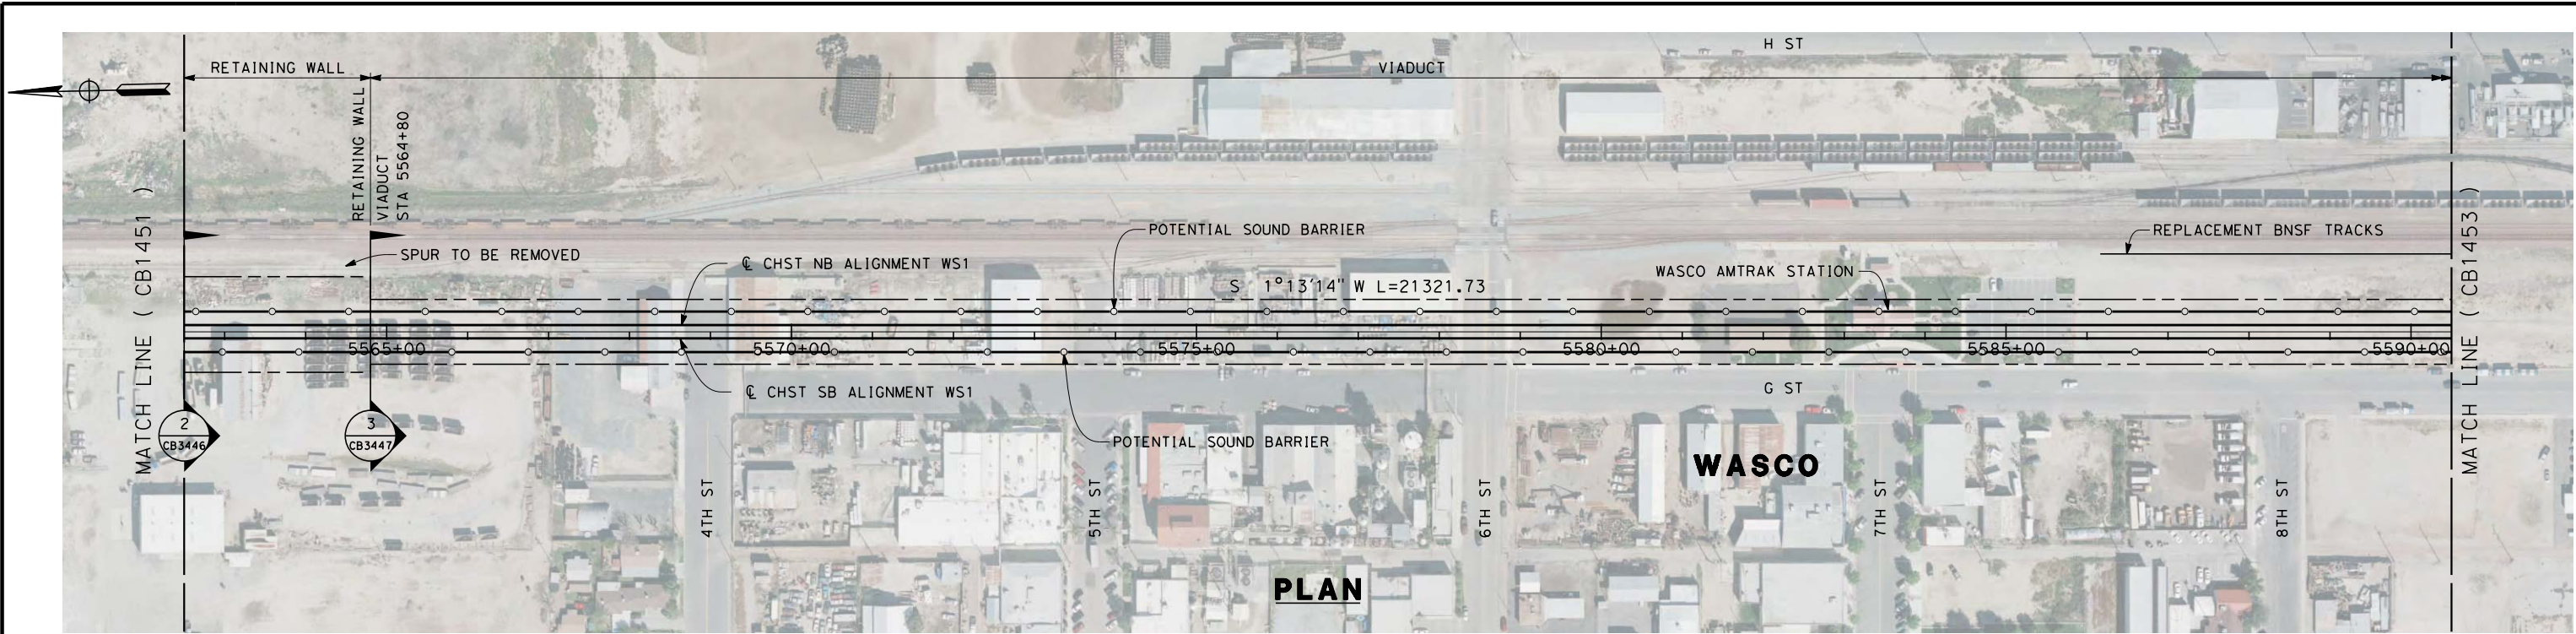 H ST
RETAINING WALL
VIADUCT
RETAINING WALL
VIADUCT
STA 5564+80
MATCH LINE ( CB1451 )
MATCH LINE ( CB1453 )
POTENTIAL SOUND BARRIER
REPLACEMENT BNSF TRACKS
SPUR TO BE REMOVED
℄ CHST NB ALIGNMENT WS1
WASCO AMTRAK STATION
S 1°13'14" W L=21321.73
5565+00
5570+00
5575+00
5580+00
5585+00
5590+00
℄ CHST SB ALIGNMENT WS1
G ST
2
CB3446
3
CB3447
POTENTIAL SOUND BARRIER
WASCO
4TH ST
5TH ST
6TH ST
7TH ST
8TH ST
PLAN